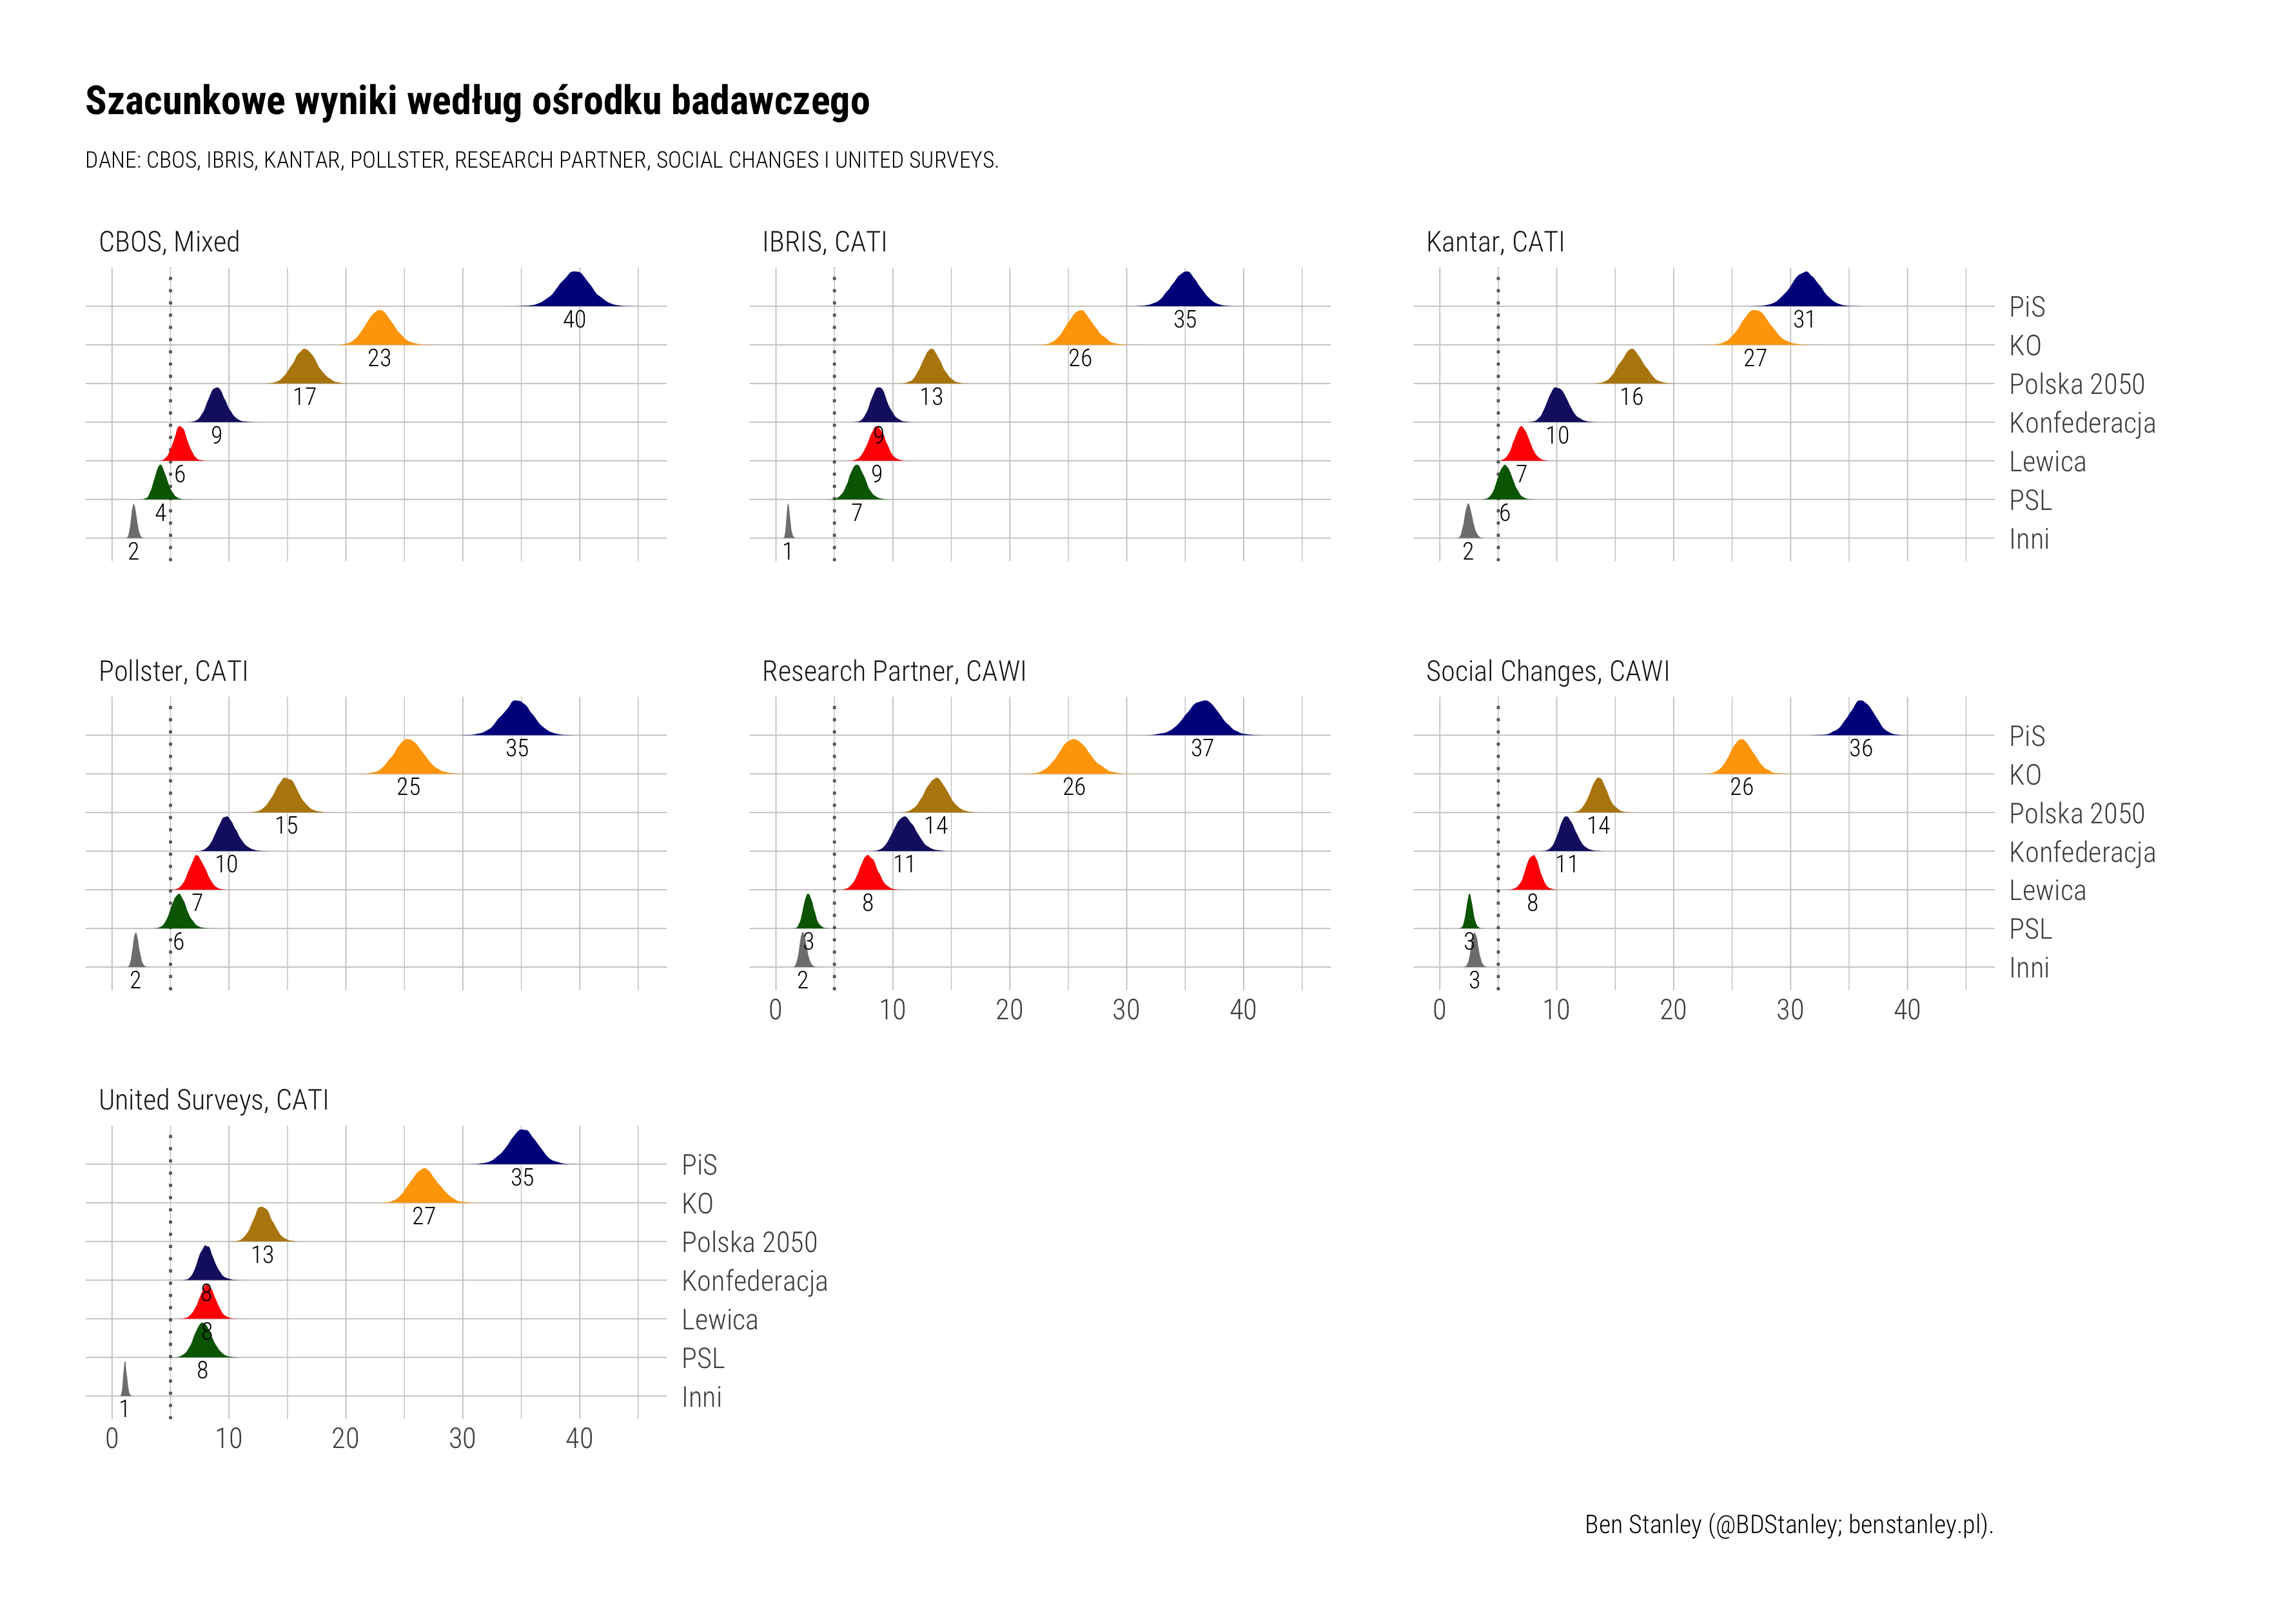 Szacunkowe wyniki według ośrodku badawczego
DANE: CBOS, IBRIS, KANTAR, POLLSTER, RESEARCH PARTNER, SOCIAL CHANGES I UNITED SURVEYS.
CBOS, Mixed
40
23
17
9
6
4
2
IBRIS, CATI
35
26
13
9
9
7
1
Kantar, CATI
31
27
16
10
7
6
2
PiS
KO
Polska 2050
Konfederacja
Lewica
PSL
Inni
Pollster, CATI
35
25
15
10
7
6
2
Research Partner, CAWI
37
26
14
11
8
3
2
0 10 20 30 40
Social Changes, CAWI
36
26
14
11
8
3
3
PiS
KO
Polska 2050
Konfederacja
Lewica
PSL
Inni
0 10 20 30 40
United Surveys, CATI
35
27
13
8
8
8
1
PiS
KO
Polska 2050
Konfederacja
Lewica
PSL
Inni
0 10 20 30 40
Ben Stanley (@BDStanley; benstanley.pl).